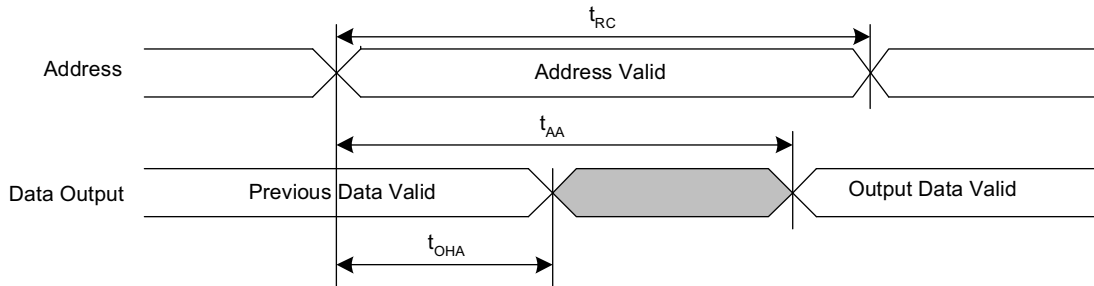 tRC
Address
Address Valid
tAA
Data Output
Previous Data Valid
Output Data Valid
tOHA